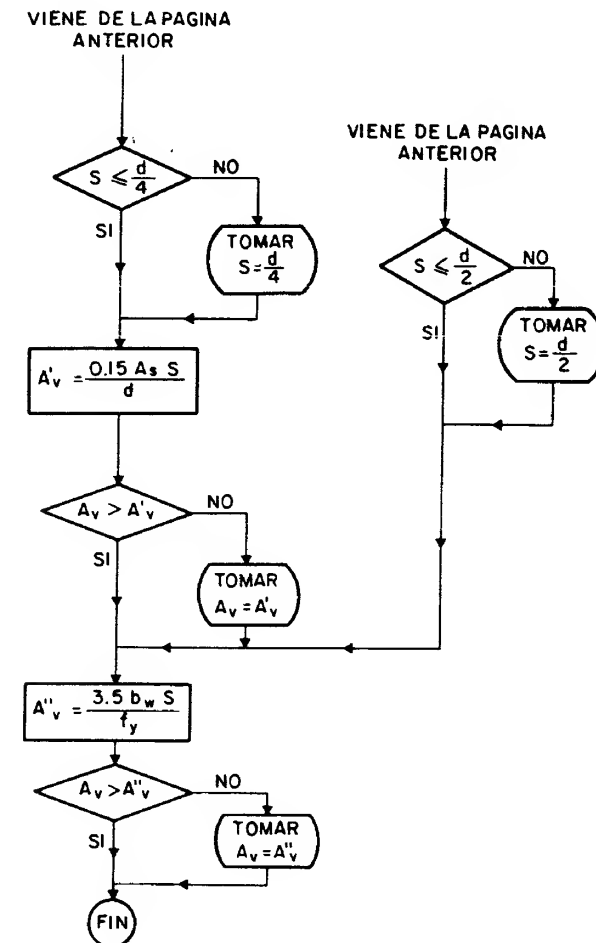 VIENE DE LA PAGINA
ANTERIOR
S ≤ d/4
NO
SI
TOMAR
S = d/4
A'v = 0.15 As S / d
Av > A'v
NO
SI
TOMAR
Av = A'v
VIENE DE LA PAGINA
ANTERIOR
S ≤ d/2
NO
SI
TOMAR
S = d/2
A"v = 3.5 bw S / fy
Av > A"v
NO
SI
TOMAR
Av = A"v
FIN